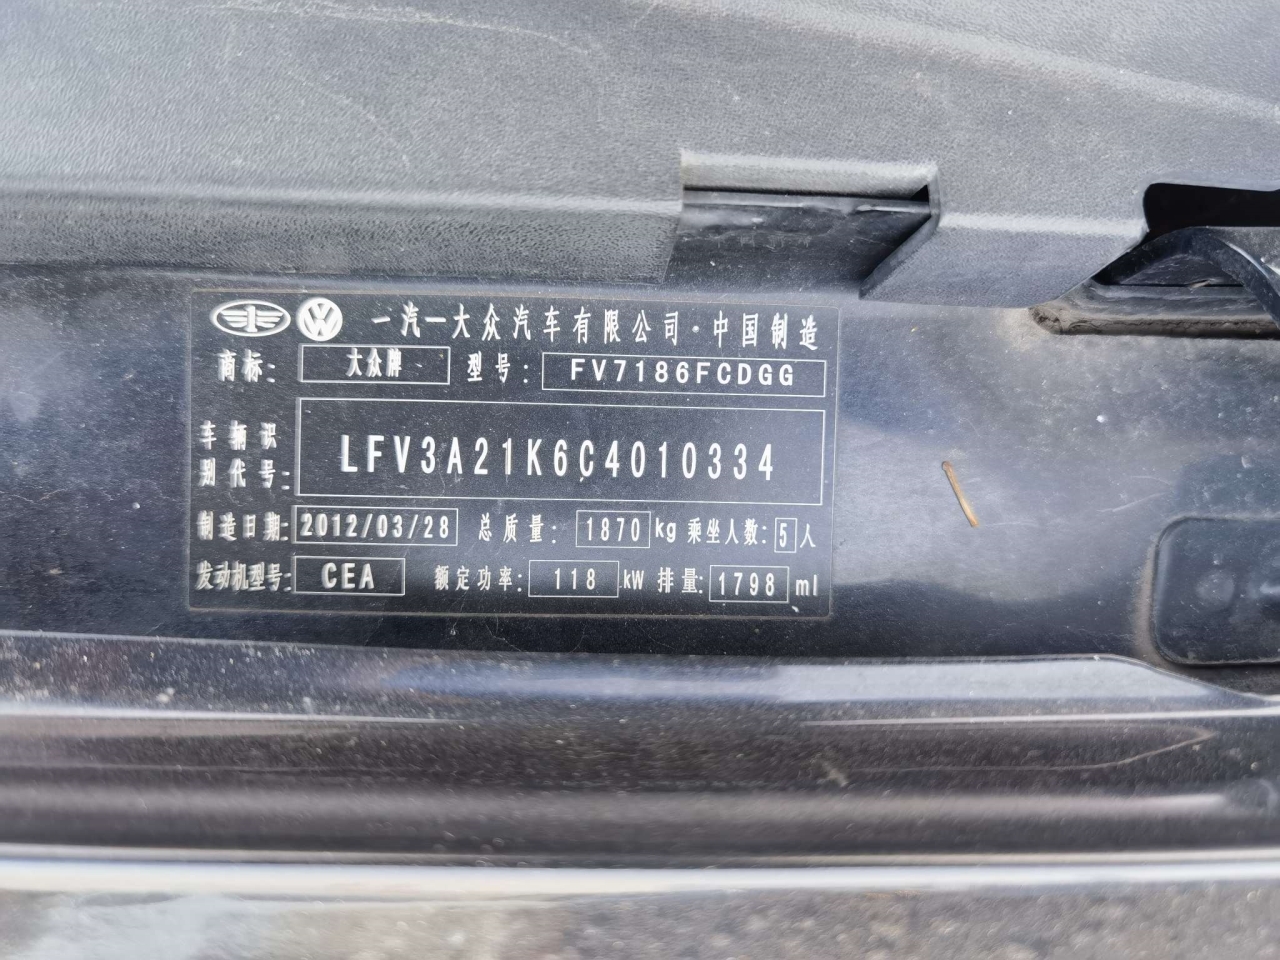 一汽一大众汽车有限公司·中国制造
商标: 大众牌 型号: FV7186FCDGG
车辆识别代号: LFV3A21K6C4010334
制造日期: 2012/03/28 总质量: 1870 kg 乘坐人数: 5 人
发动机型号: CEA 额定功率: 118 kW 排量: 1798 ml